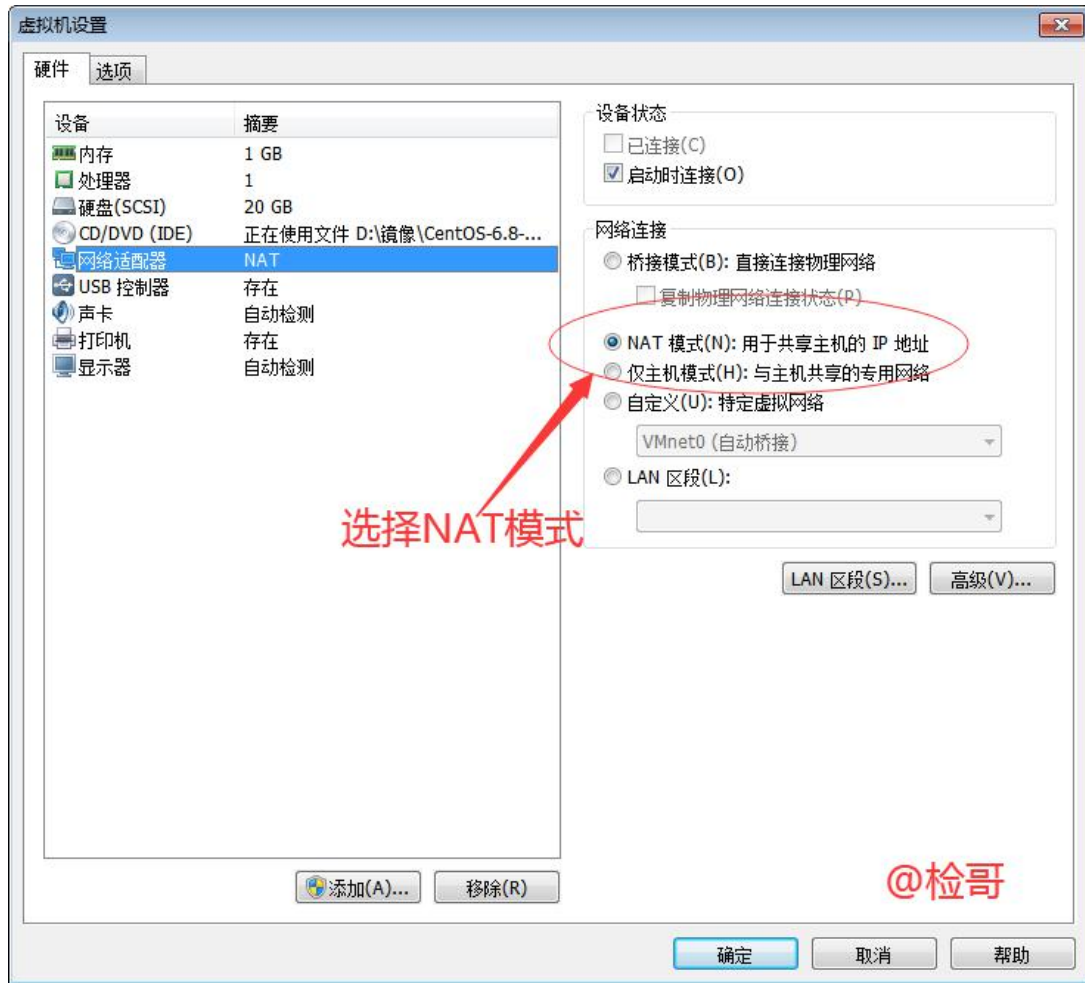 虚拟机设置
硬件 选项
设备 摘要
内存 1 GB
处理器 1
硬盘(SCSI) 20 GB
CD/DVD (IDE) 正在使用文件 D:\镜像\CentOS-6.8-...
网络适配器 NAT
USB 控制器 存在
声卡 自动检测
打印机 存在
显示器 自动检测
设备状态
已连接(C)
启动时连接(O)
网络连接
桥接模式(B): 直接连接物理网络
复制物理网络连接状态(P)
NAT 模式(N): 用于共享主机的 IP 地址
仅主机模式(H): 与主机共享的专用网络
自定义(U): 特定虚拟网络
VMnet0 (自动桥接)
LAN 区段(L):
选择NAT模式
LAN 区段(S)... 高级(V)...
@检哥
添加(A)... 移除(R)
确定 取消 帮助